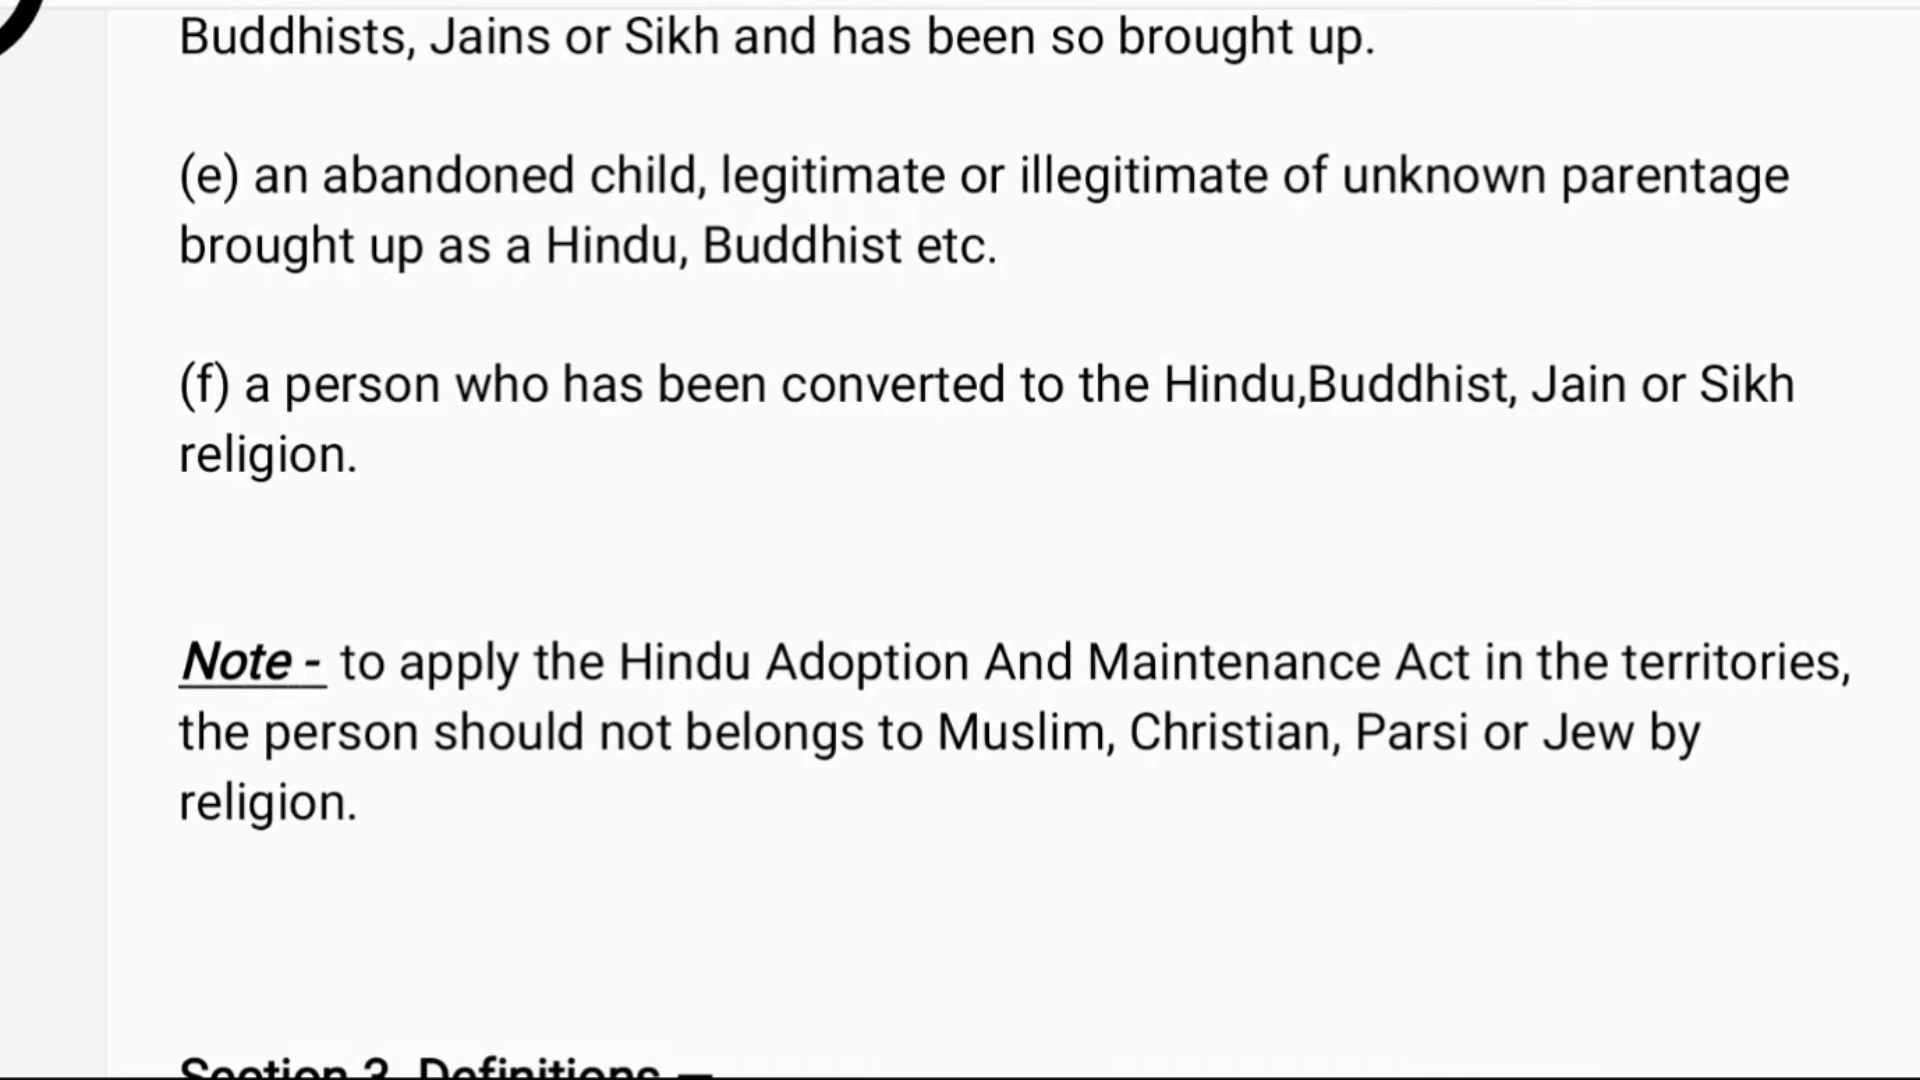 Buddhists, Jains or Sikh and has been so brought up.
(e) an abandoned child, legitimate or illegitimate of unknown parentage
brought up as a Hindu, Buddhist etc.
(f) a person who has been converted to the Hindu,Buddhist, Jain or Sikh
religion.
Note - to apply the Hindu Adoption And Maintenance Act in the territories,
the person should not belongs to Muslim, Christian, Parsi or Jew by
religion.
Section 3. Definitions —